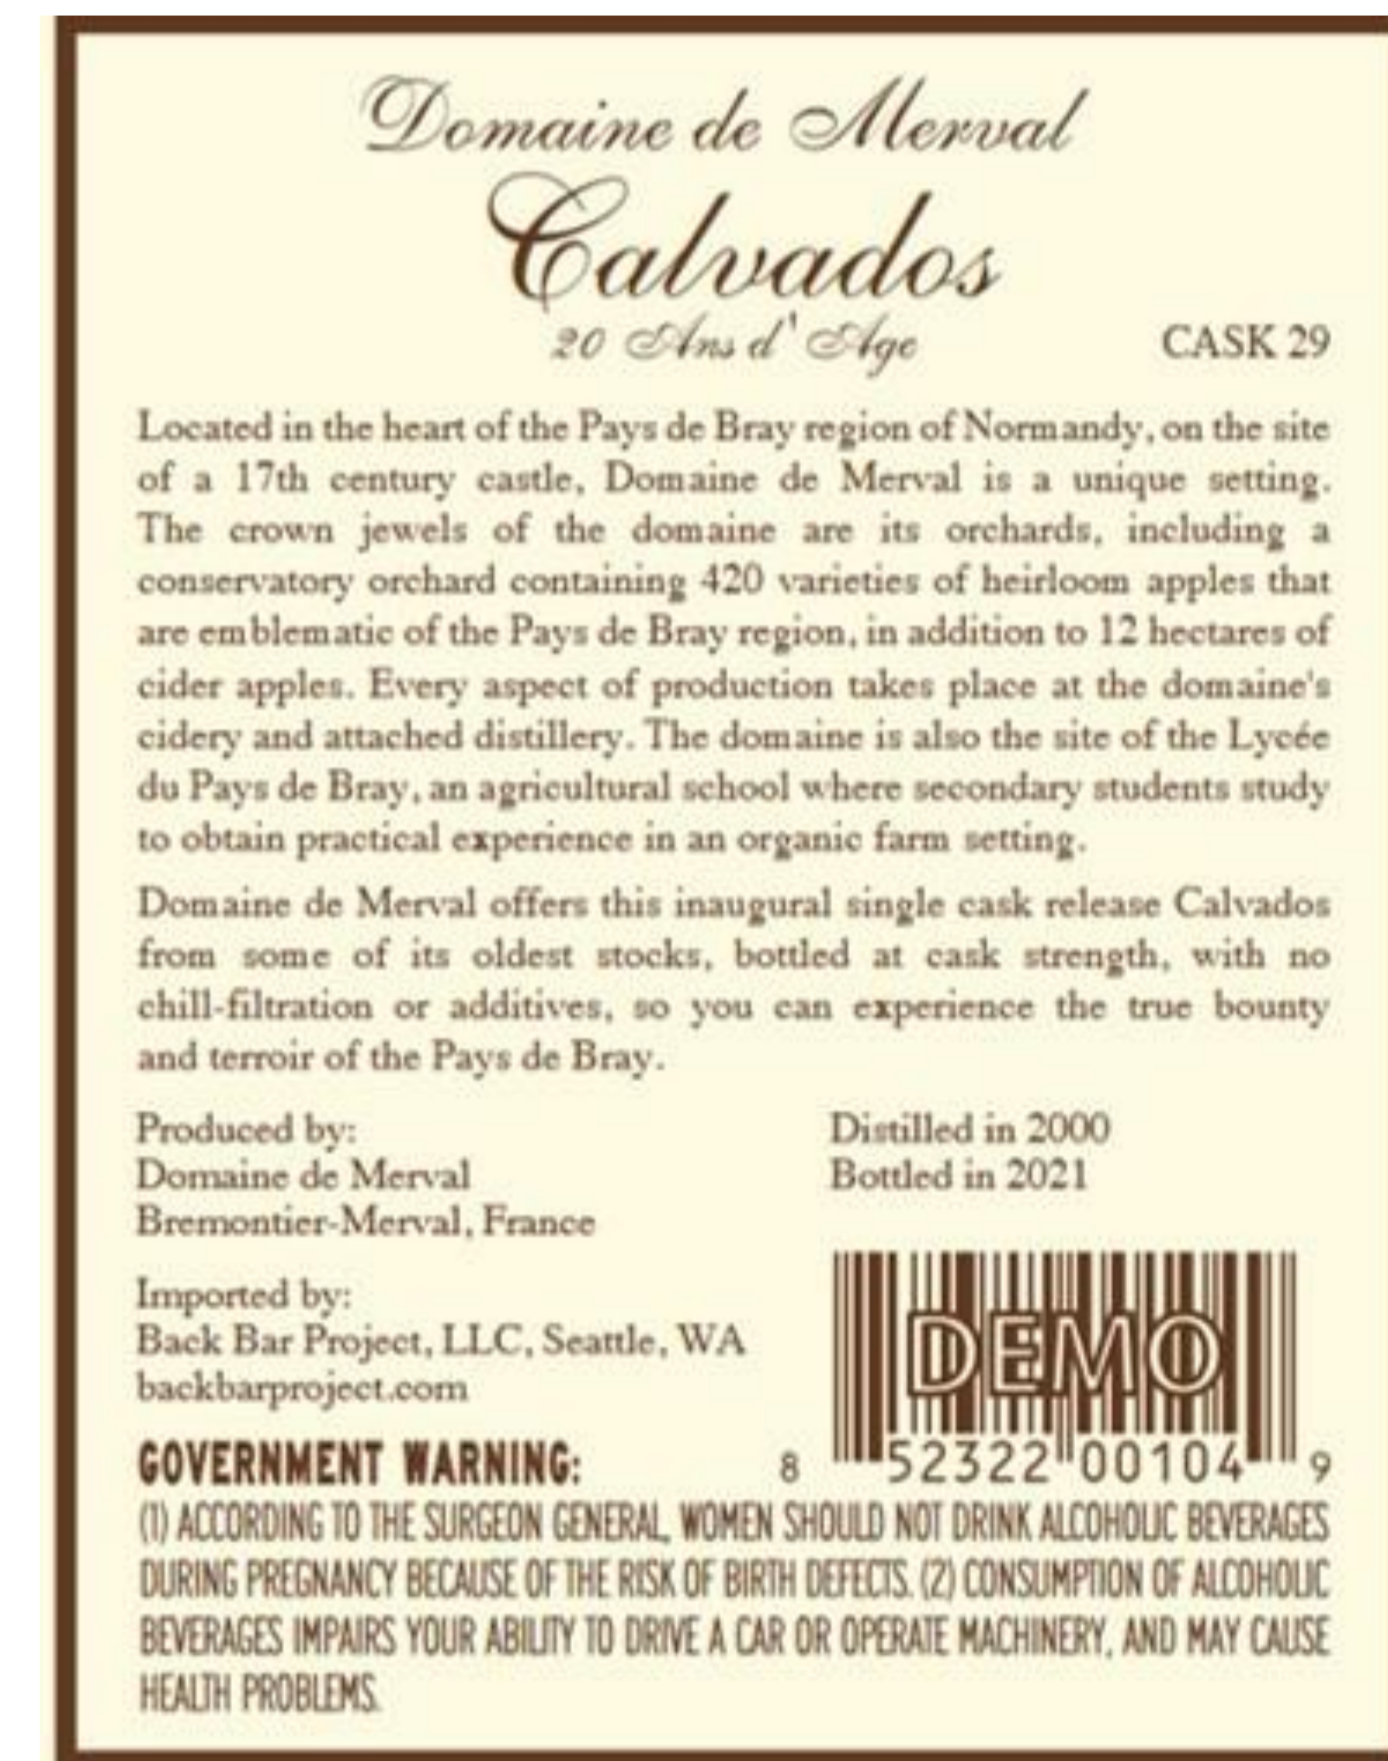 Domaine de Merval
Calvados
20 Ans d'Age
CASK 29
Located in the heart of the Pays de Bray region of Normandy, on the site
of a 17th century castle, Domaine de Merval is a unique setting.
The crown jewels of the domaine are its orchards, including a
conservatory orchard containing 420 varieties of heirloom apples that
are emblematic of the Pays de Bray region, in addition to 12 hectares of
cider apples. Every aspect of production takes place at the domaine's
cidery and attached distillery. The domaine is also the site of the Lycée
du Pays de Bray, an agricultural school where secondary students study
to obtain practical experience in an organic farm setting.
Domaine de Merval offers this inaugural single cask release Calvados
from some of its oldest stocks, bottled at cask strength, with no
chill-filtration or additives, so you can experience the true bounty
and terroir of the Pays de Bray.
Produced by:
Domaine de Merval
Bremontier-Merval, France
Distilled in 2000
Bottled in 2021
Imported by:
Back Bar Project, LLC, Seattle, WA
backbarproject.com
DEMO
8 52322 00104 9
GOVERNMENT WARNING:
(1) ACCORDING TO THE SURGEON GENERAL, WOMEN SHOULD NOT DRINK ALCOHOLIC BEVERAGES
DURING PREGNANCY BECAUSE OF THE RISK OF BIRTH DEFECTS. (2) CONSUMPTION OF ALCOHOLIC
BEVERAGES IMPAIRS YOUR ABILITY TO DRIVE A CAR OR OPERATE MACHINERY, AND MAY CAUSE
HEALTH PROBLEMS.